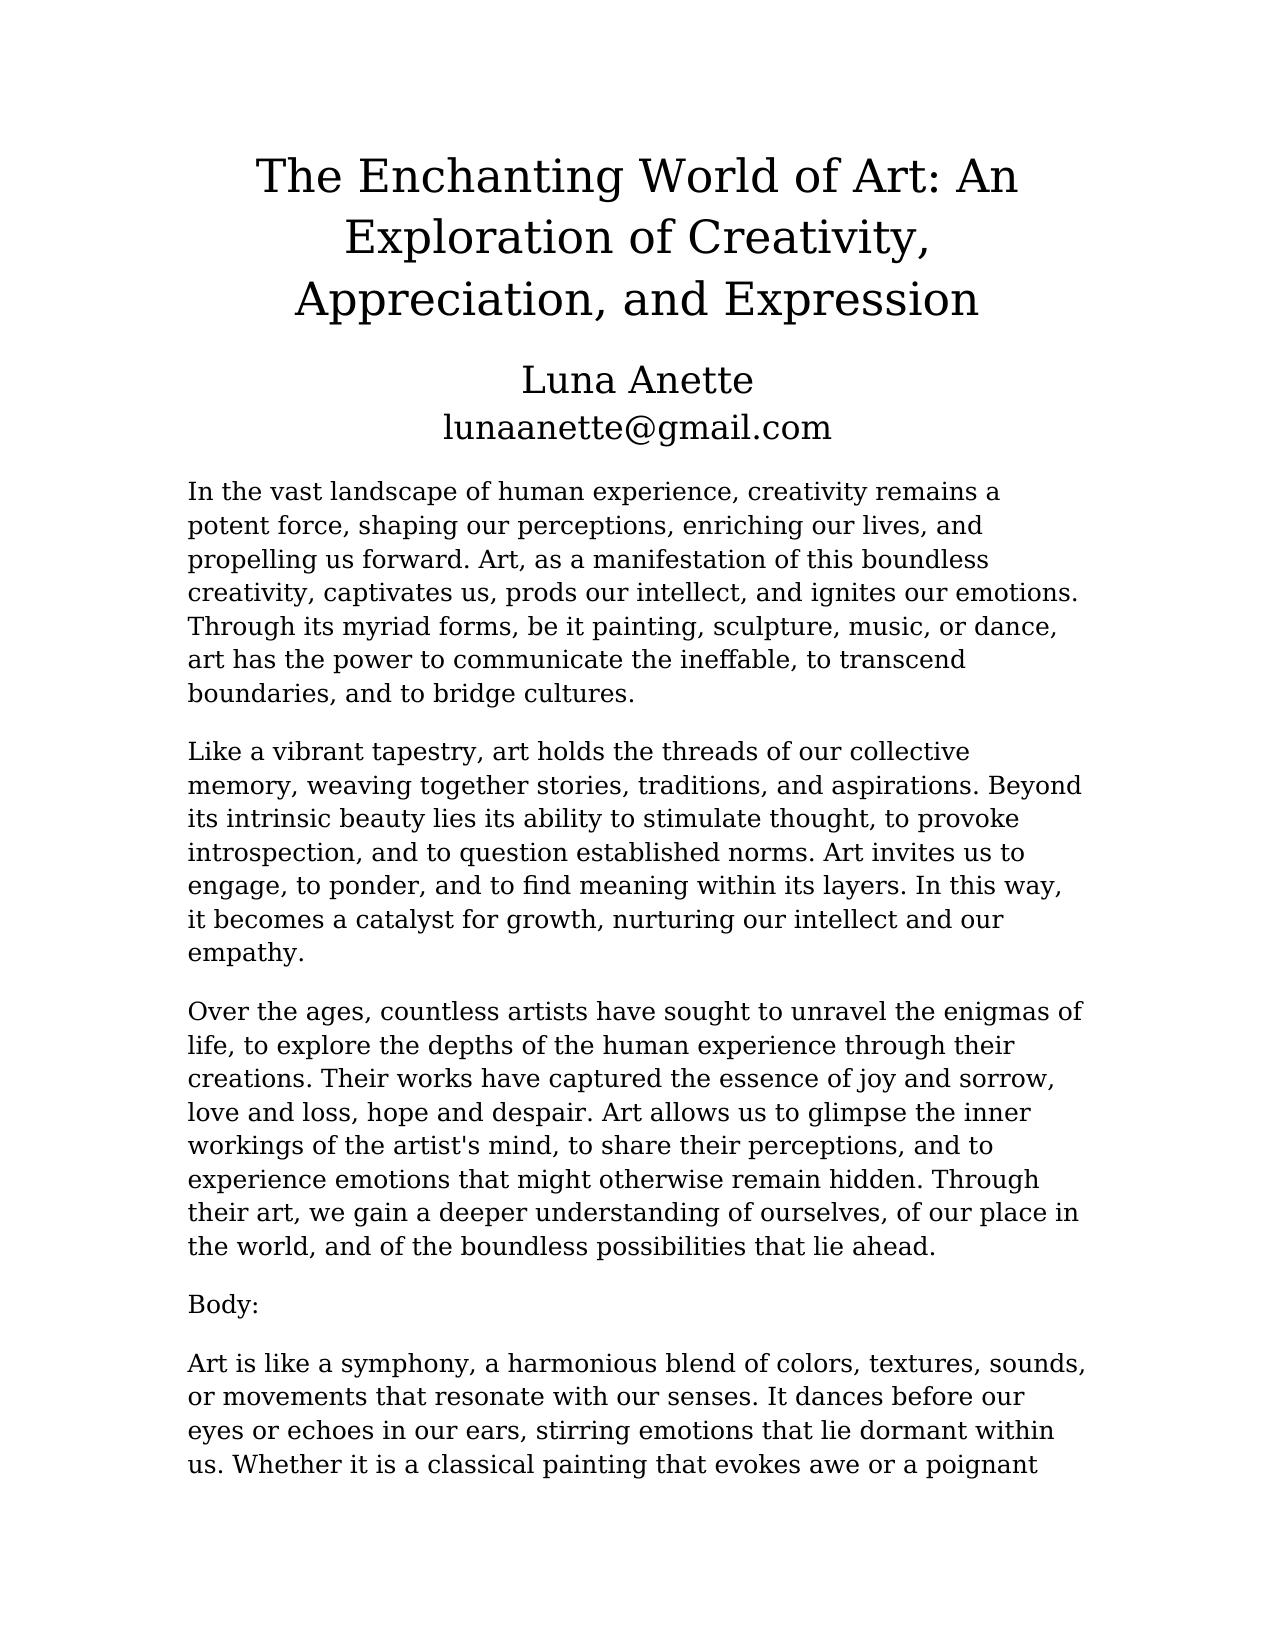 The Enchanting World of Art: An
Exploration of Creativity,
Appreciation, and Expression
Luna Anette
lunaanette@gmail.com
In the vast landscape of human experience, creativity remains a
potent force, shaping our perceptions, enriching our lives, and
propelling us forward. Art, as a manifestation of this boundless
creativity, captivates us, prods our intellect, and ignites our emotions.
Through its myriad forms, be it painting, sculpture, music, or dance,
art has the power to communicate the ineffable, to transcend
boundaries, and to bridge cultures.
Like a vibrant tapestry, art holds the threads of our collective
memory, weaving together stories, traditions, and aspirations. Beyond
its intrinsic beauty lies its ability to stimulate thought, to provoke
introspection, and to question established norms. Art invites us to
engage, to ponder, and to find meaning within its layers. In this way,
it becomes a catalyst for growth, nurturing our intellect and our
empathy.
Over the ages, countless artists have sought to unravel the enigmas of
life, to explore the depths of the human experience through their
creations. Their works have captured the essence of joy and sorrow,
love and loss, hope and despair. Art allows us to glimpse the inner
workings of the artist's mind, to share their perceptions, and to
experience emotions that might otherwise remain hidden. Through
their art, we gain a deeper understanding of ourselves, of our place in
the world, and of the boundless possibilities that lie ahead.
Body:
Art is like a symphony, a harmonious blend of colors, textures, sounds,
or movements that resonate with our senses. It dances before our
eyes or echoes in our ears, stirring emotions that lie dormant within
us. Whether it is a classical painting that evokes awe or a poignant